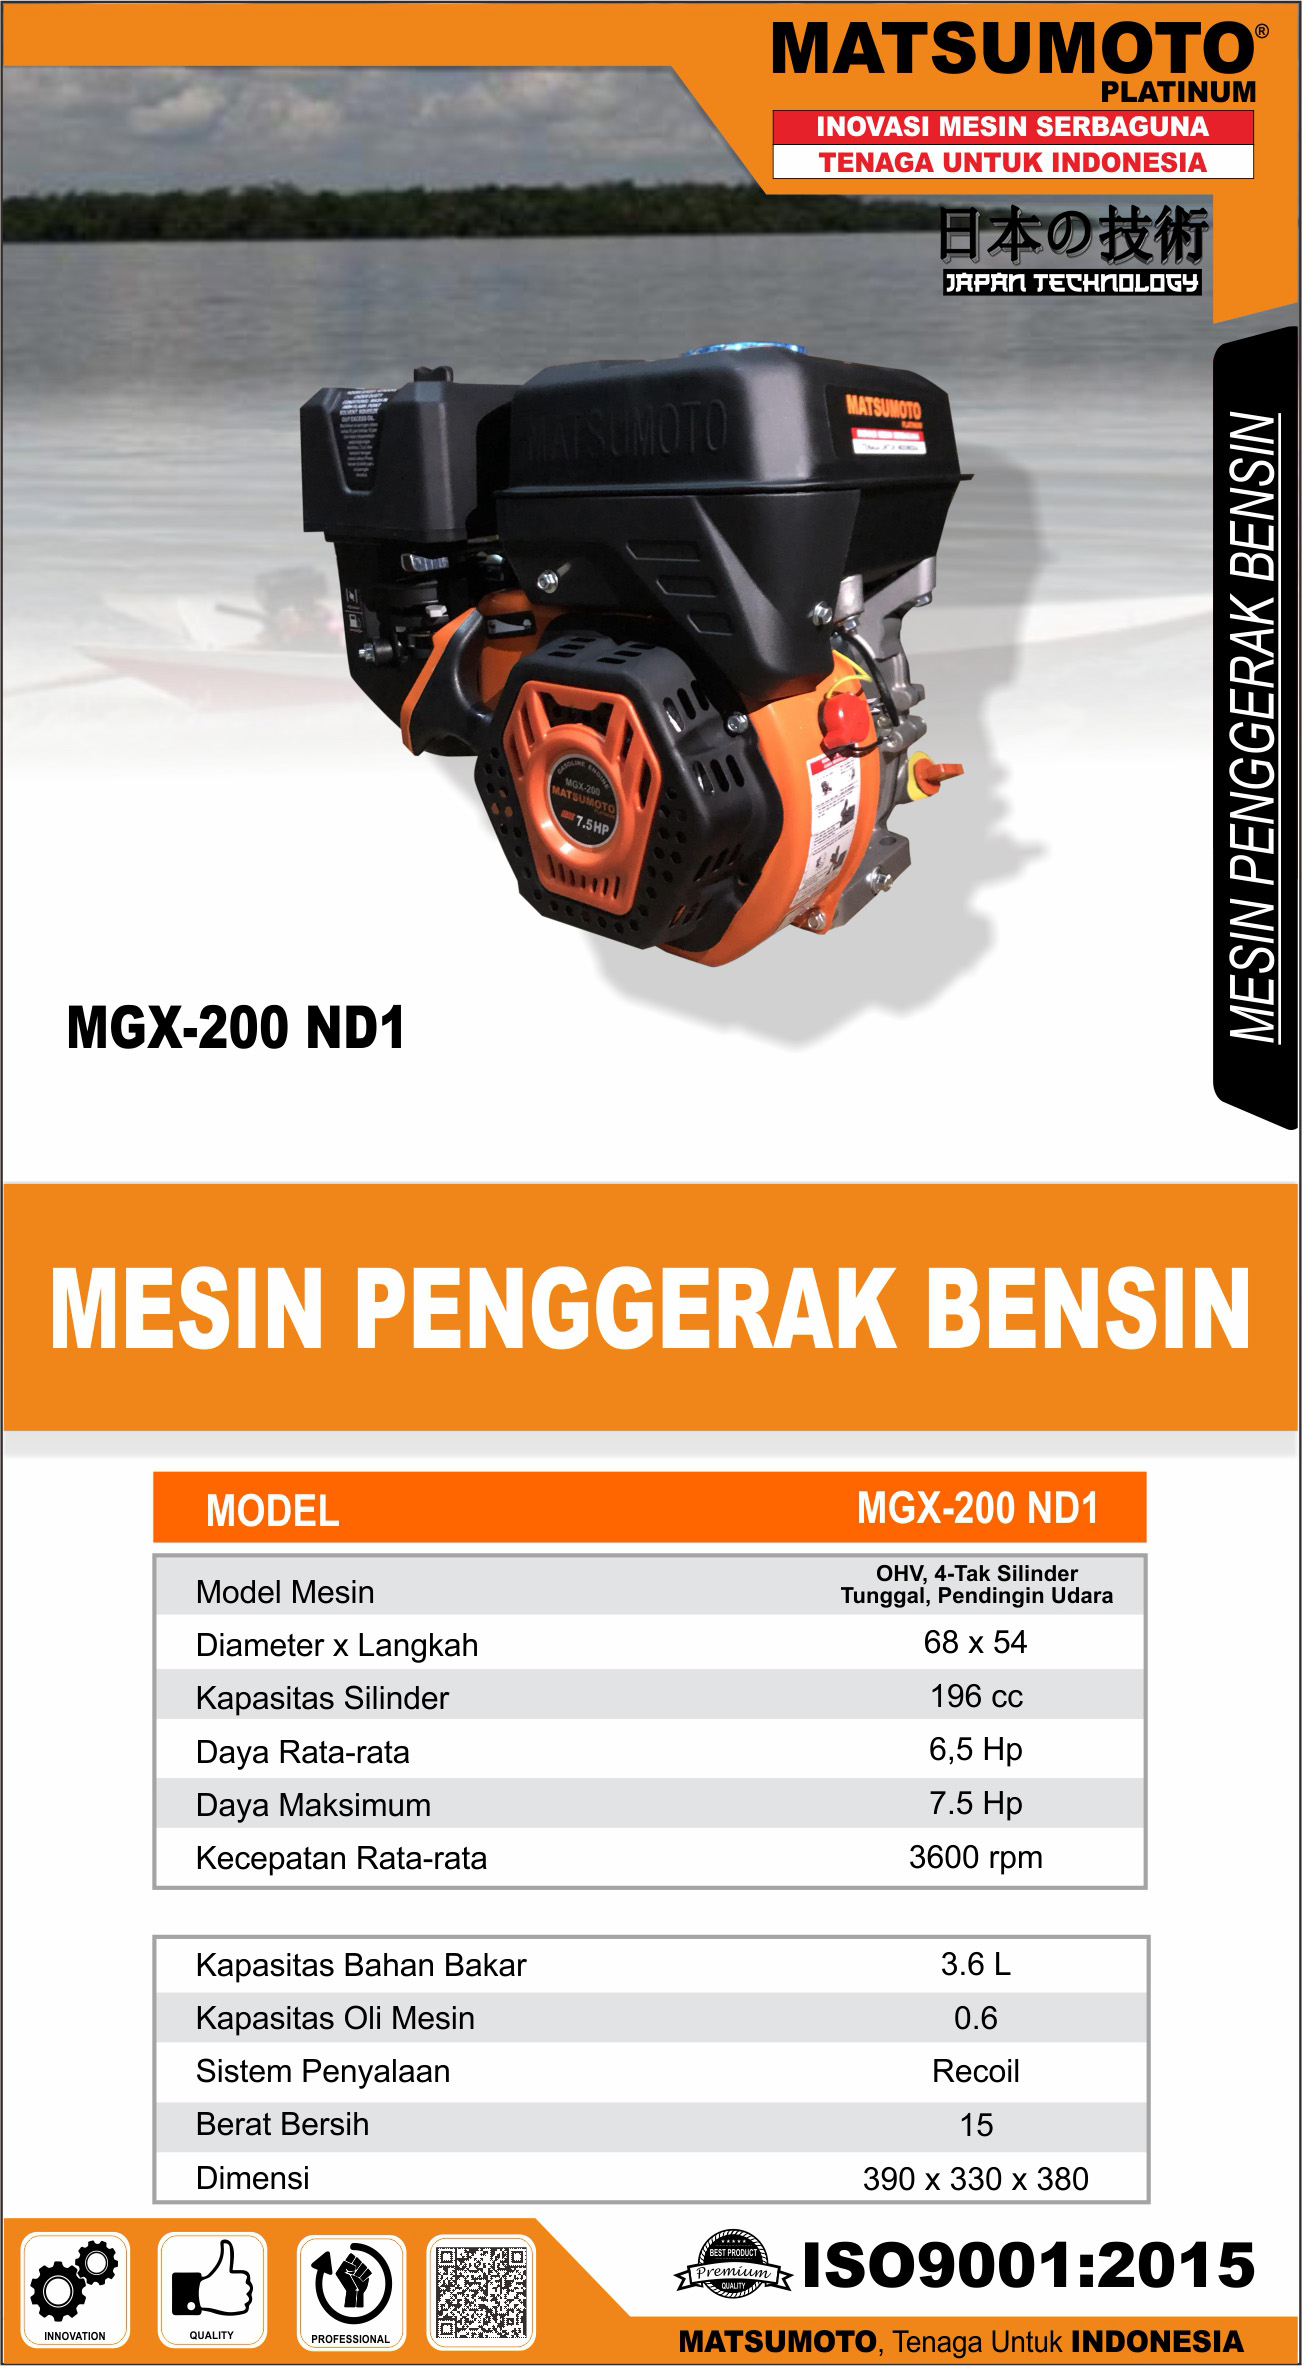 MATSUMOTO®
PLATINUM
INOVASI MESIN SERBAGUNA
TENAGA UNTUK INDONESIA
日本の技術
JAPAN TECHNOLOGY
MATSUMOTO
MATSUMOTO
PLATINUM
GASOLINE ENGINE
MGX-200
MATSUMOTO
7.5HP
MESIN PENGGERAK BENSIN
MGX-200 ND1
MESIN PENGGERAK BENSIN
MODEL MGX-200 ND1
Model Mesin OHV, 4-Tak Silinder
Tunggal, Pendingin Udara
Diameter x Langkah 68 x 54
Kapasitas Silinder 196 cc
Daya Rata-rata 6,5 Hp
Daya Maksimum 7.5 Hp
Kecepatan Rata-rata 3600 rpm
Kapasitas Bahan Bakar 3.6 L
Kapasitas Oli Mesin 0.6
Sistem Penyalaan Recoil
Berat Bersih 15
Dimensi 390 x 330 x 380
INNOVATION
QUALITY
PROFESSIONAL
BEST PRODUCT
Premium
QUALITY
ISO9001:2015
MATSUMOTO, Tenaga Untuk INDONESIA